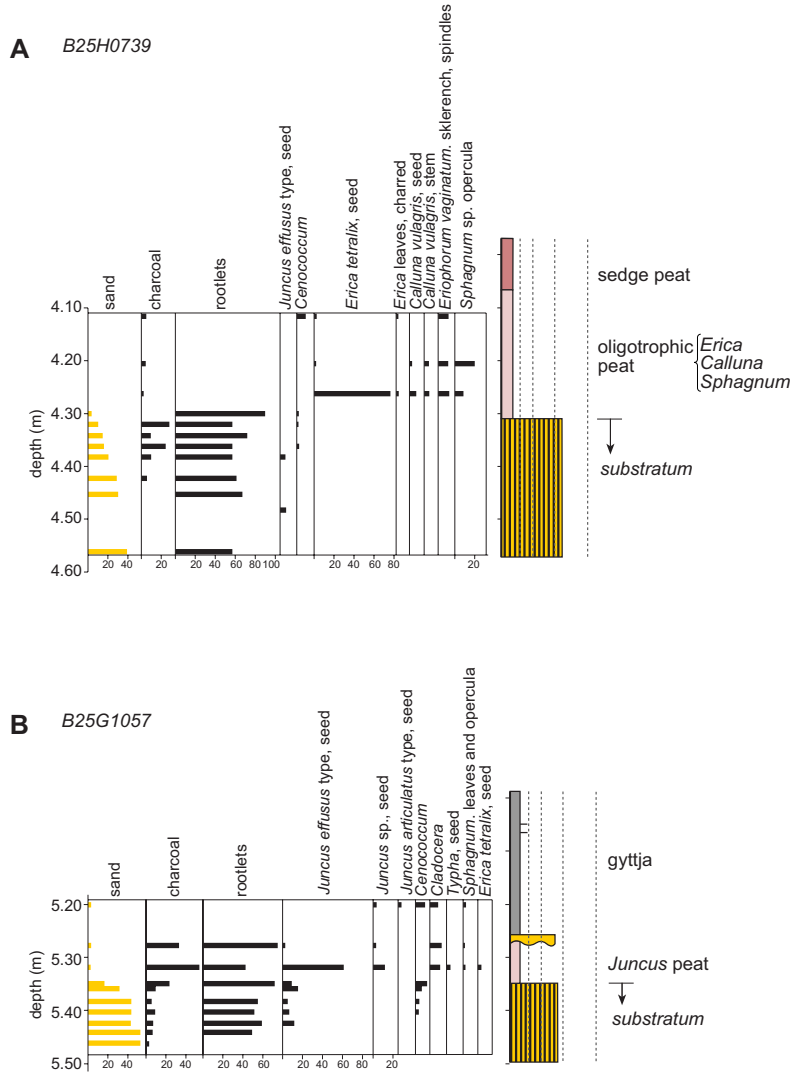 A
B25H0739
sand
charcoal
rootlets
Juncus effusus type, seed
Cenococcum
Erica tetralix, seed
Erica leaves, charred
Calluna vulagris, seed
Calluna vulagris, stem
Eriophorum vaginatum. sklerench, spindles
Sphagnum sp. opercula
depth (m)
4.10
4.20
4.30
4.40
4.50
4.60
20 40
20
20 40 60 80 100
20 40 60 80
20
sedge peat
oligotrophic peat
Erica
Calluna
Sphagnum
substratum
B
B25G1057
sand
charcoal
rootlets
Juncus effusus type, seed
Juncus sp., seed
Juncus articulatus type, seed
Cenococcum
Cladocera
Typha, seed
Sphagnum. leaves and opercula
Erica tetralix, seed
depth (m)
5.20
5.30
5.40
5.50
20 40
20 40
20 40 60
20 40 60 80
20
gyttja
Juncus peat
substratum